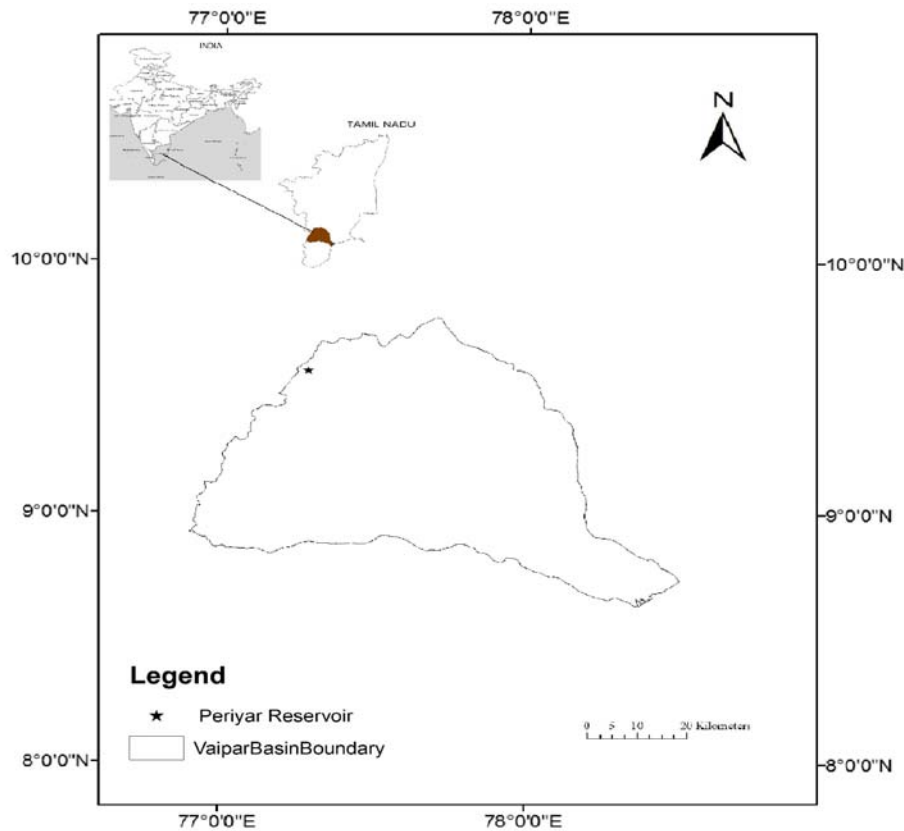 77°0'0"E
78°0'0"E
INDIA
N
TAMIL NADU
10°0'0"N
10°0'0"N
9°0'0"N
9°0'0"N
Legend
Periyar Reservoir
VaiparBasinBoundary
0 5 10 20 Kilometers
8°0'0"N
8°0'0"N
77°0'0"E
78°0'0"E